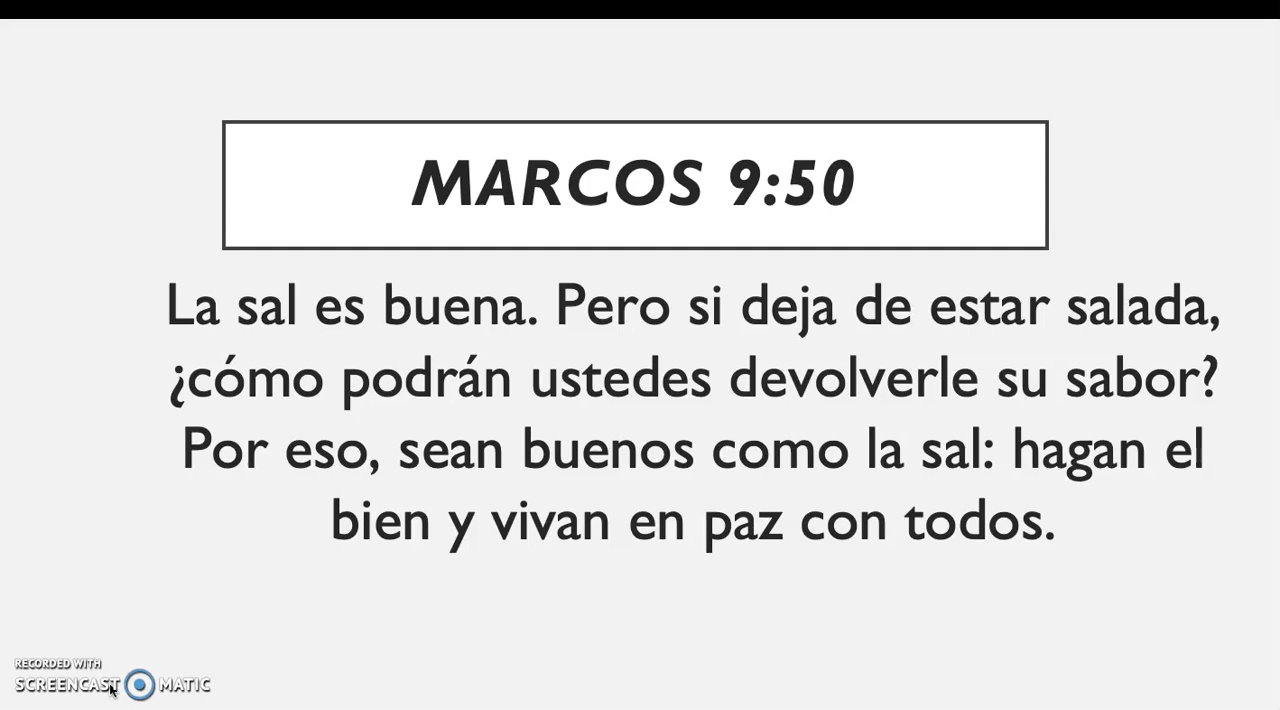 MARCOS 9:50
La sal es buena. Pero si deja de estar salada,
¿cómo podrán ustedes devolverle su sabor?
Por eso, sean buenos como la sal: hagan el
bien y vivan en paz con todos.
RECORDED WITH
SCREENCAST MATIC